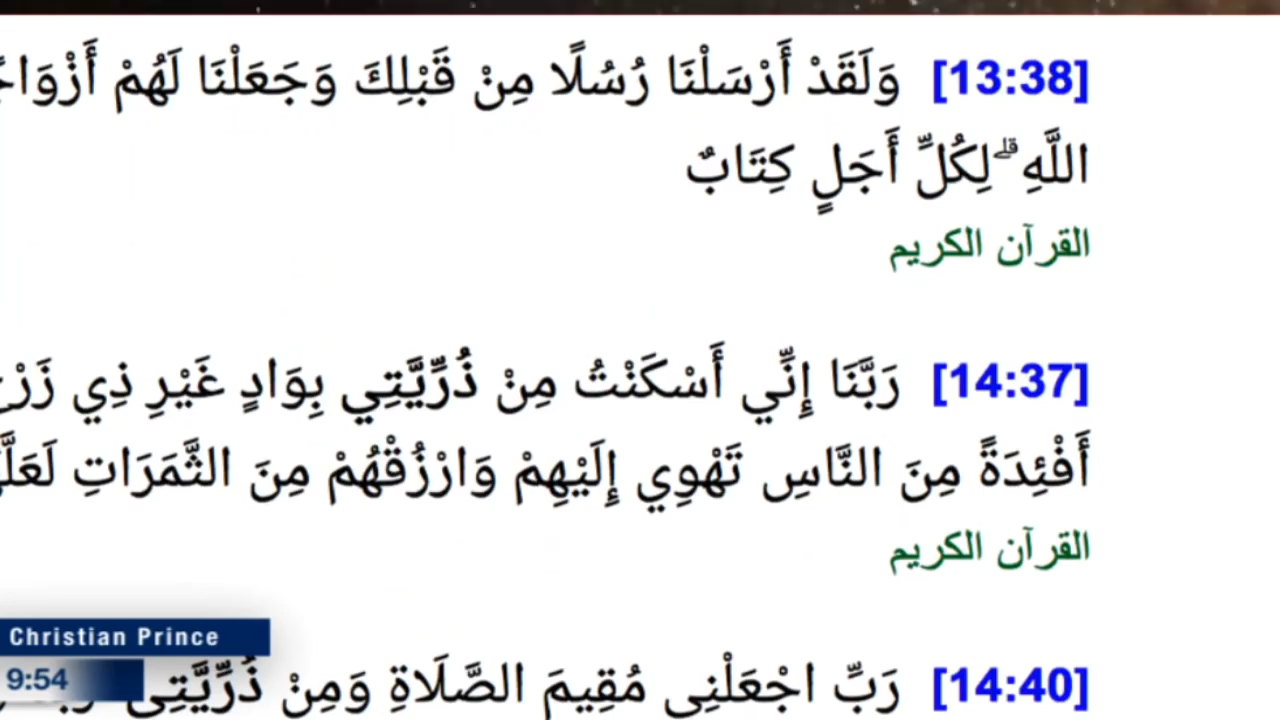 [13:38] وَلَقَدْ أَرْسَلْنَا رُسُلًا مِنْ قَبْلِكَ وَجَعَلْنَا لَهُمْ
اللَّهِ ۗ لِكُلِّ أَجَلٍ كِتَابٌ
القرآن الكريم
[14:37] رَبَّنَا إِنِّي أَسْكَنْتُ مِنْ ذُرِّيَّتِي بِوَادٍ غَيْرِ ذِي
أَفْئِدَةً مِنَ النَّاسِ تَهْوِي إِلَيْهِمْ وَارْزُقْهُمْ مِنَ الثَّمَرَاتِ
القرآن الكريم
Christian Prince
9:54
[14:40] رَبِّ اجْعَلْنِي مُقِيمَ الصَّلَاةِ وَمِنْ ذُرِّيَّتِي